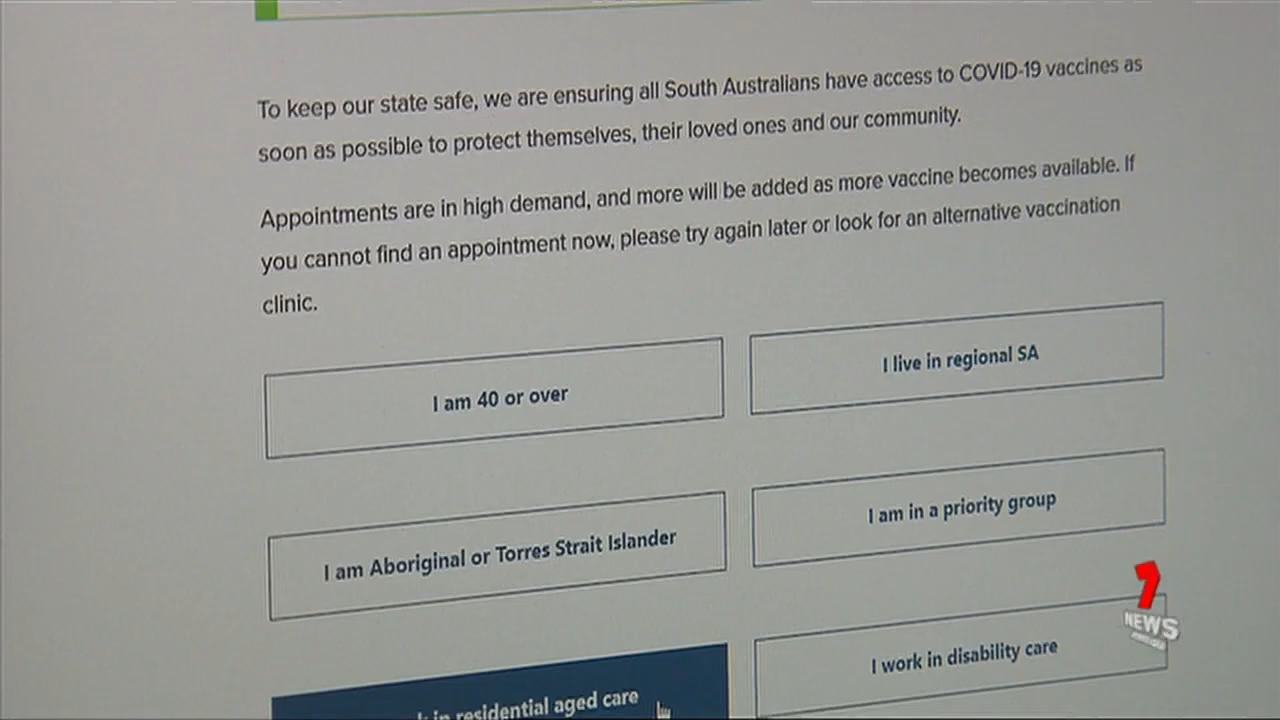 To keep our state safe, we are ensuring all South Australians have access to COVID-19 vaccines as
soon as possible to protect themselves, their loved ones and our community.
Appointments are in high demand, and more will be added as more vaccine becomes available. If
you cannot find an appointment now, please try again later or look for an alternative vaccination
clinic.
I am 40 or over
I live in regional SA
I am Aboriginal or Torres Strait Islander
I am in a priority group
in residential aged care
I work in disability care
7
NEWS